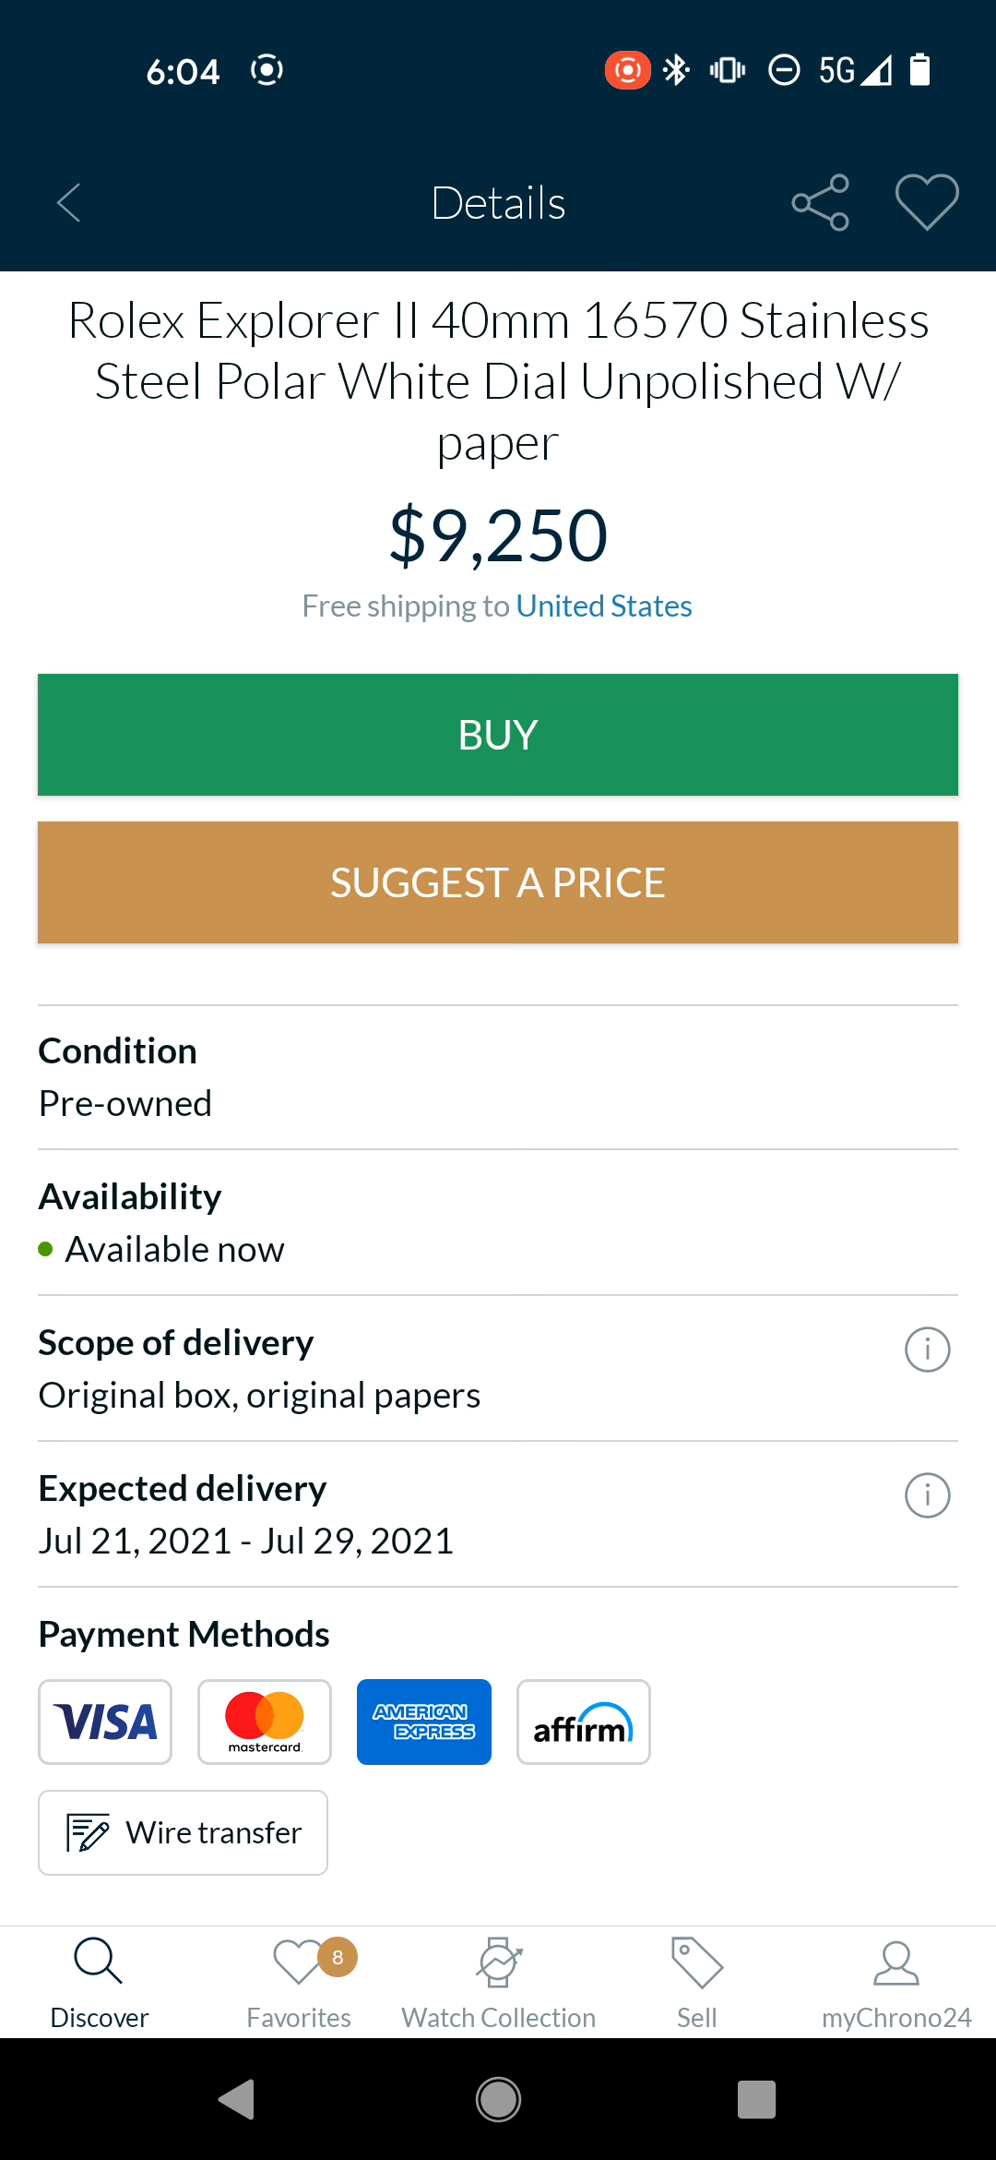 6:04
5G
Details
Rolex Explorer II 40mm 16570 Stainless
Steel Polar White Dial Unpolished W/
paper
$9,250
Free shipping to United States
BUY
SUGGEST A PRICE
Condition
Pre-owned
Availability
Available now
Scope of delivery
Original box, original papers
Expected delivery
Jul 21, 2021 - Jul 29, 2021
Payment Methods
VISA
mastercard.
AMERICAN
EXPRESS
affirm
Wire transfer
8
Discover
Favorites
Watch Collection
Sell
myChrono24